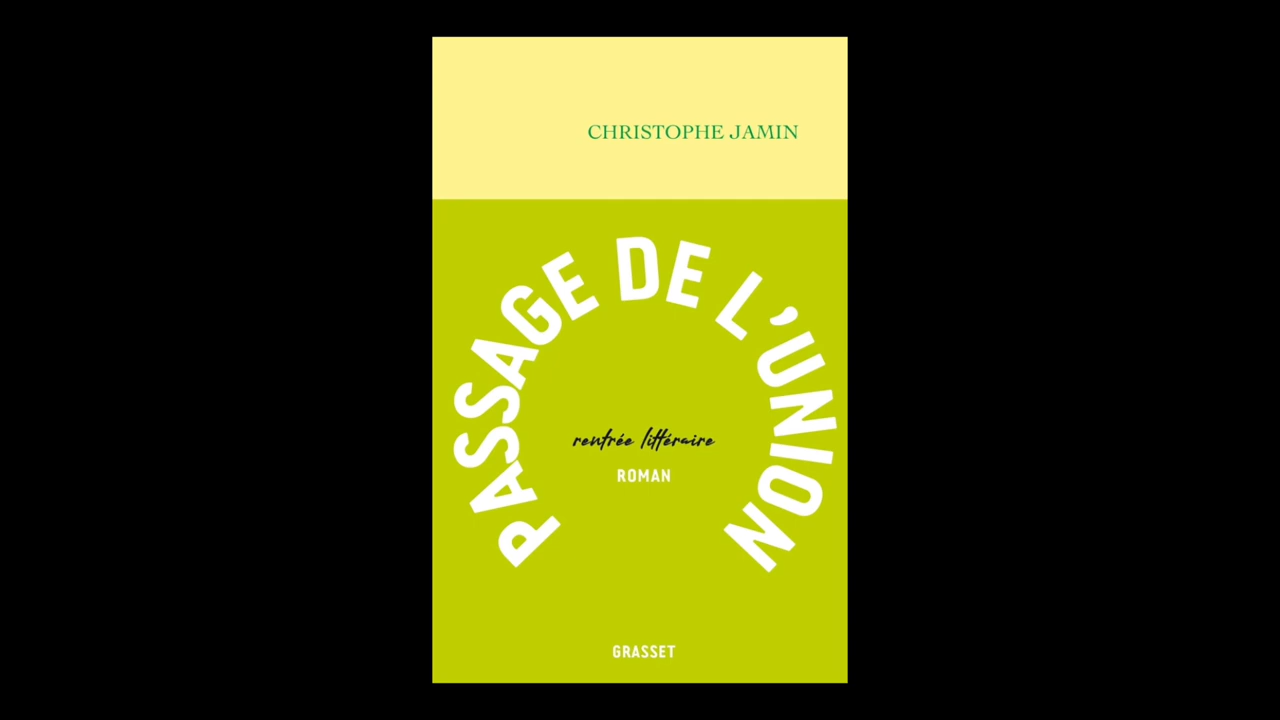 CHRISTOPHE JAMIN
PASSAGE DE L'UNION
rentrée littéraire
ROMAN
GRASSET